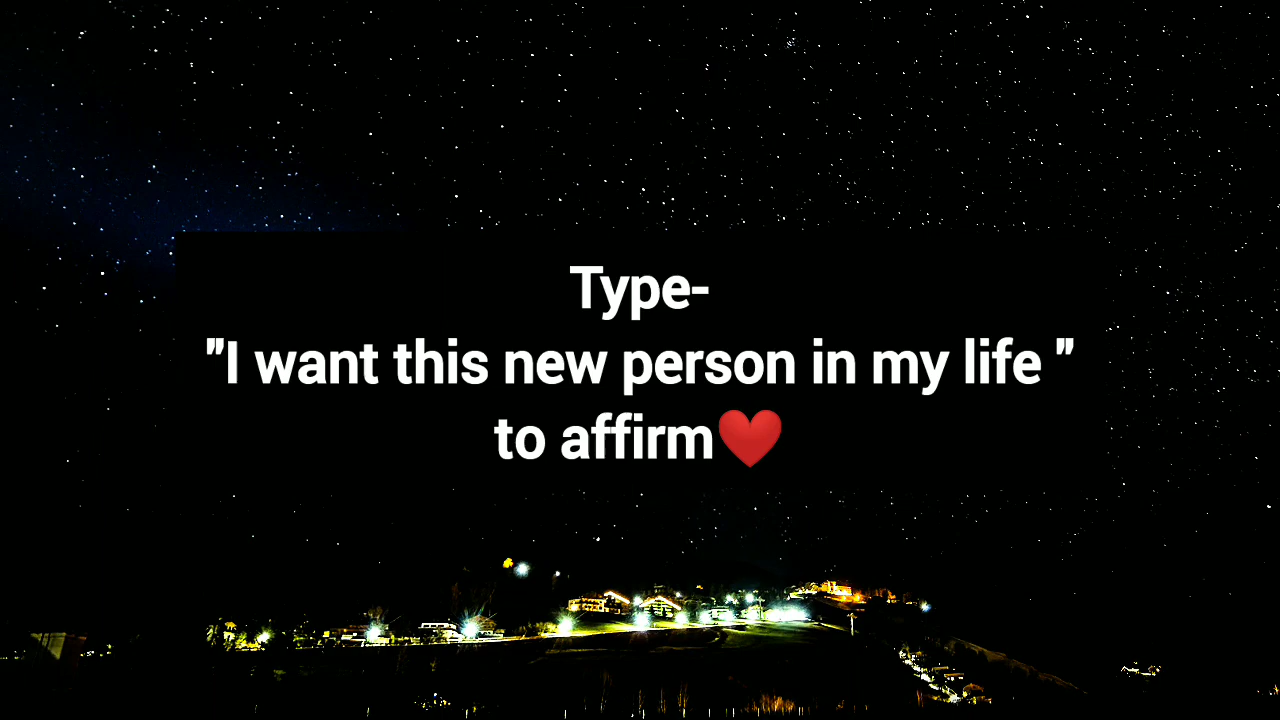 Type-
"I want this new person in my life "
to affirm❤️